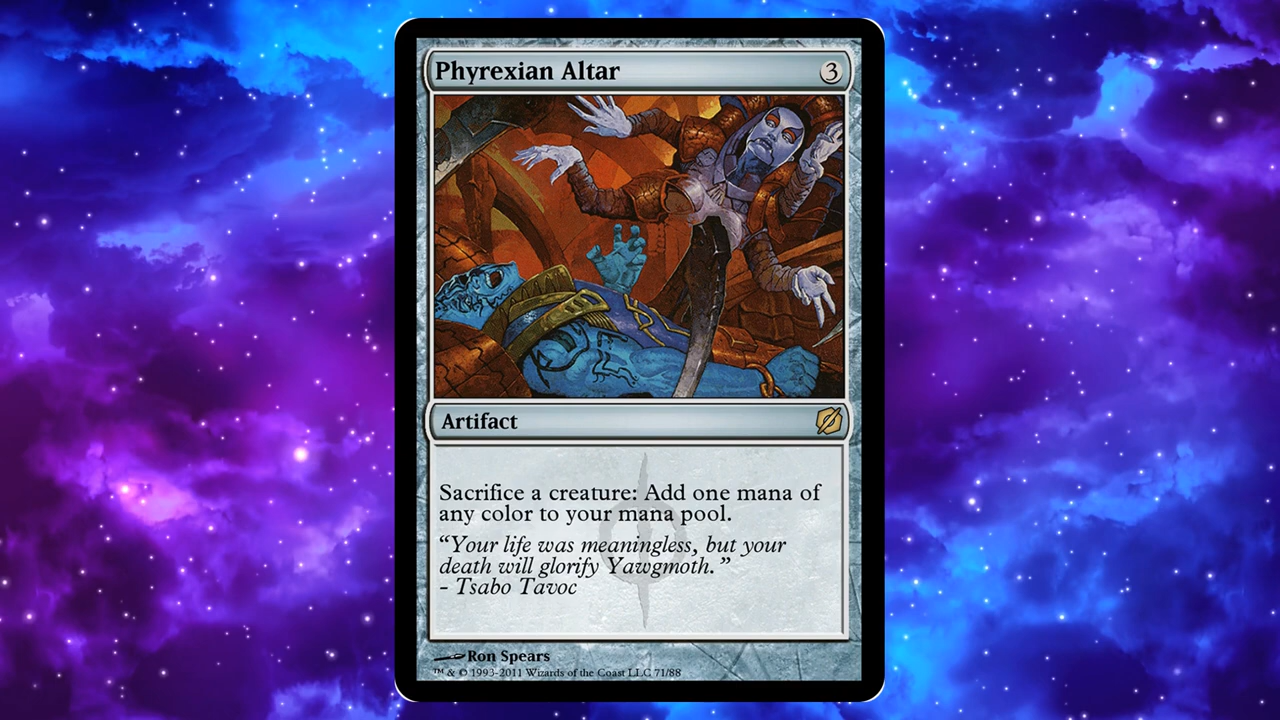 Phyrexian Altar
3
Artifact
Sacrifice a creature: Add one mana of
any color to your mana pool.
“Your life was meaningless, but your
death will glorify Yawgmoth.”
- Tsabo Tavoc
Ron Spears
™ & © 1993-2011 Wizards of the Coast LLC 71/88